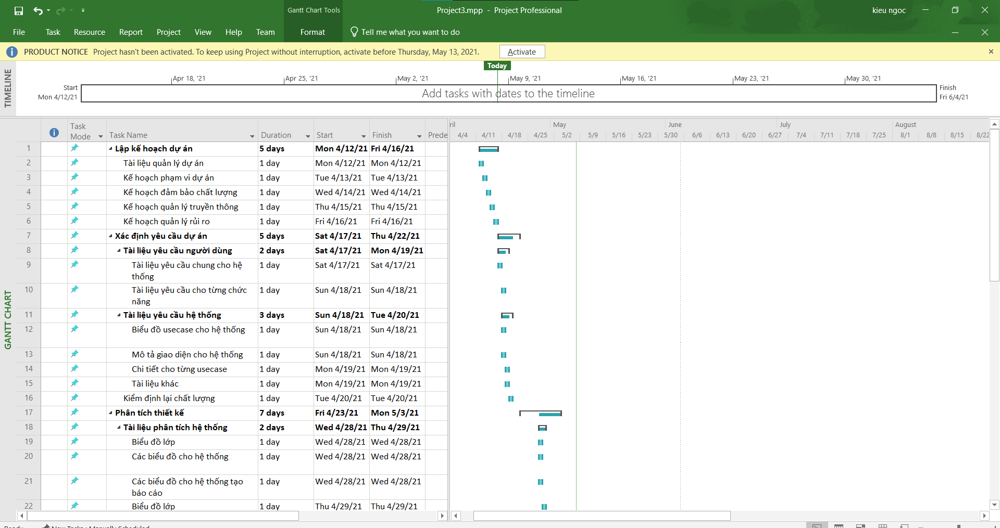 Gantt Chart Tools
Project3.mpp - Project Professional
kieu ngoc
File Task Resource Report Project View Help Team Format Tell me what you want to do
PRODUCT NOTICE Project hasn't been activated. To keep using Project without interruption, activate before Thursday, May 13, 2021. Activate
TIMELINE
Today
Apr 18, '21 Apr 25, '21 May 2, '21 May 9, '21 May 16, '21 May 23, '21 May 30, '21
Start
Mon 4/12/21
Add tasks with dates to the timeline
Finish
Fri 6/4/21
GANTT CHART
Task Mode Task Name Duration Start Finish Prede
ril May June July August
4/4 4/11 4/18 4/25 5/2 5/9 5/16 5/23 5/30 6/6 6/13 6/20 6/27 7/4 7/11 7/18 7/25 8/1 8/8 8/15 8/22
1 Lập kế hoạch dự án 5 days Mon 4/12/21 Fri 4/16/21
2 Tài liệu quản lý dự án 1 day Mon 4/12/21 Mon 4/12/21
3 Kế hoạch phạm vi dự án 1 day Tue 4/13/21 Tue 4/13/21
4 Kế hoạch đảm bảo chất lượng 1 day Wed 4/14/21 Wed 4/14/21
5 Kế hoạch quản lý truyền thông 1 day Thu 4/15/21 Thu 4/15/21
6 Kế hoạch quản lý rủi ro 1 day Fri 4/16/21 Fri 4/16/21
7 Xác định yêu cầu dự án 5 days Sat 4/17/21 Thu 4/22/21
8 Tài liệu yêu cầu người dùng 2 days Sat 4/17/21 Mon 4/19/21
9 Tài liệu yêu cầu chung cho hệ 1 day Sat 4/17/21 Sat 4/17/21
thống
10 Tài liệu yêu cầu cho từng chức 1 day Sun 4/18/21 Sun 4/18/21
năng
11 Tài liệu yêu cầu hệ thống 3 days Sun 4/18/21 Tue 4/20/21
12 Biểu đồ usecase cho hệ thống 1 day Sun 4/18/21 Sun 4/18/21
13 Mô tả giao diện cho hệ thống 1 day Sun 4/18/21 Sun 4/18/21
14 Chi tiết cho từng usecase 1 day Mon 4/19/21 Mon 4/19/21
15 Tài liệu khác 1 day Mon 4/19/21 Mon 4/19/21
16 Kiểm định lại chất lượng 1 day Tue 4/20/21 Tue 4/20/21
17 Phân tích thiết kế 7 days Fri 4/23/21 Mon 5/3/21
18 Tài liệu phân tích hệ thống 2 days Wed 4/28/21 Thu 4/29/21
19 Biểu đồ lớp 1 day Wed 4/28/21 Wed 4/28/21
20 Các biểu đồ cho hệ thống 1 day Wed 4/28/21 Wed 4/28/21
21 Các biểu đồ cho hệ thống tạo 1 day Wed 4/28/21 Wed 4/28/21
báo cáo
22 Biểu đồ lớp 1 day Thu 4/29/21 Thu 4/29/21
Ready New Tasks : Manually Scheduled